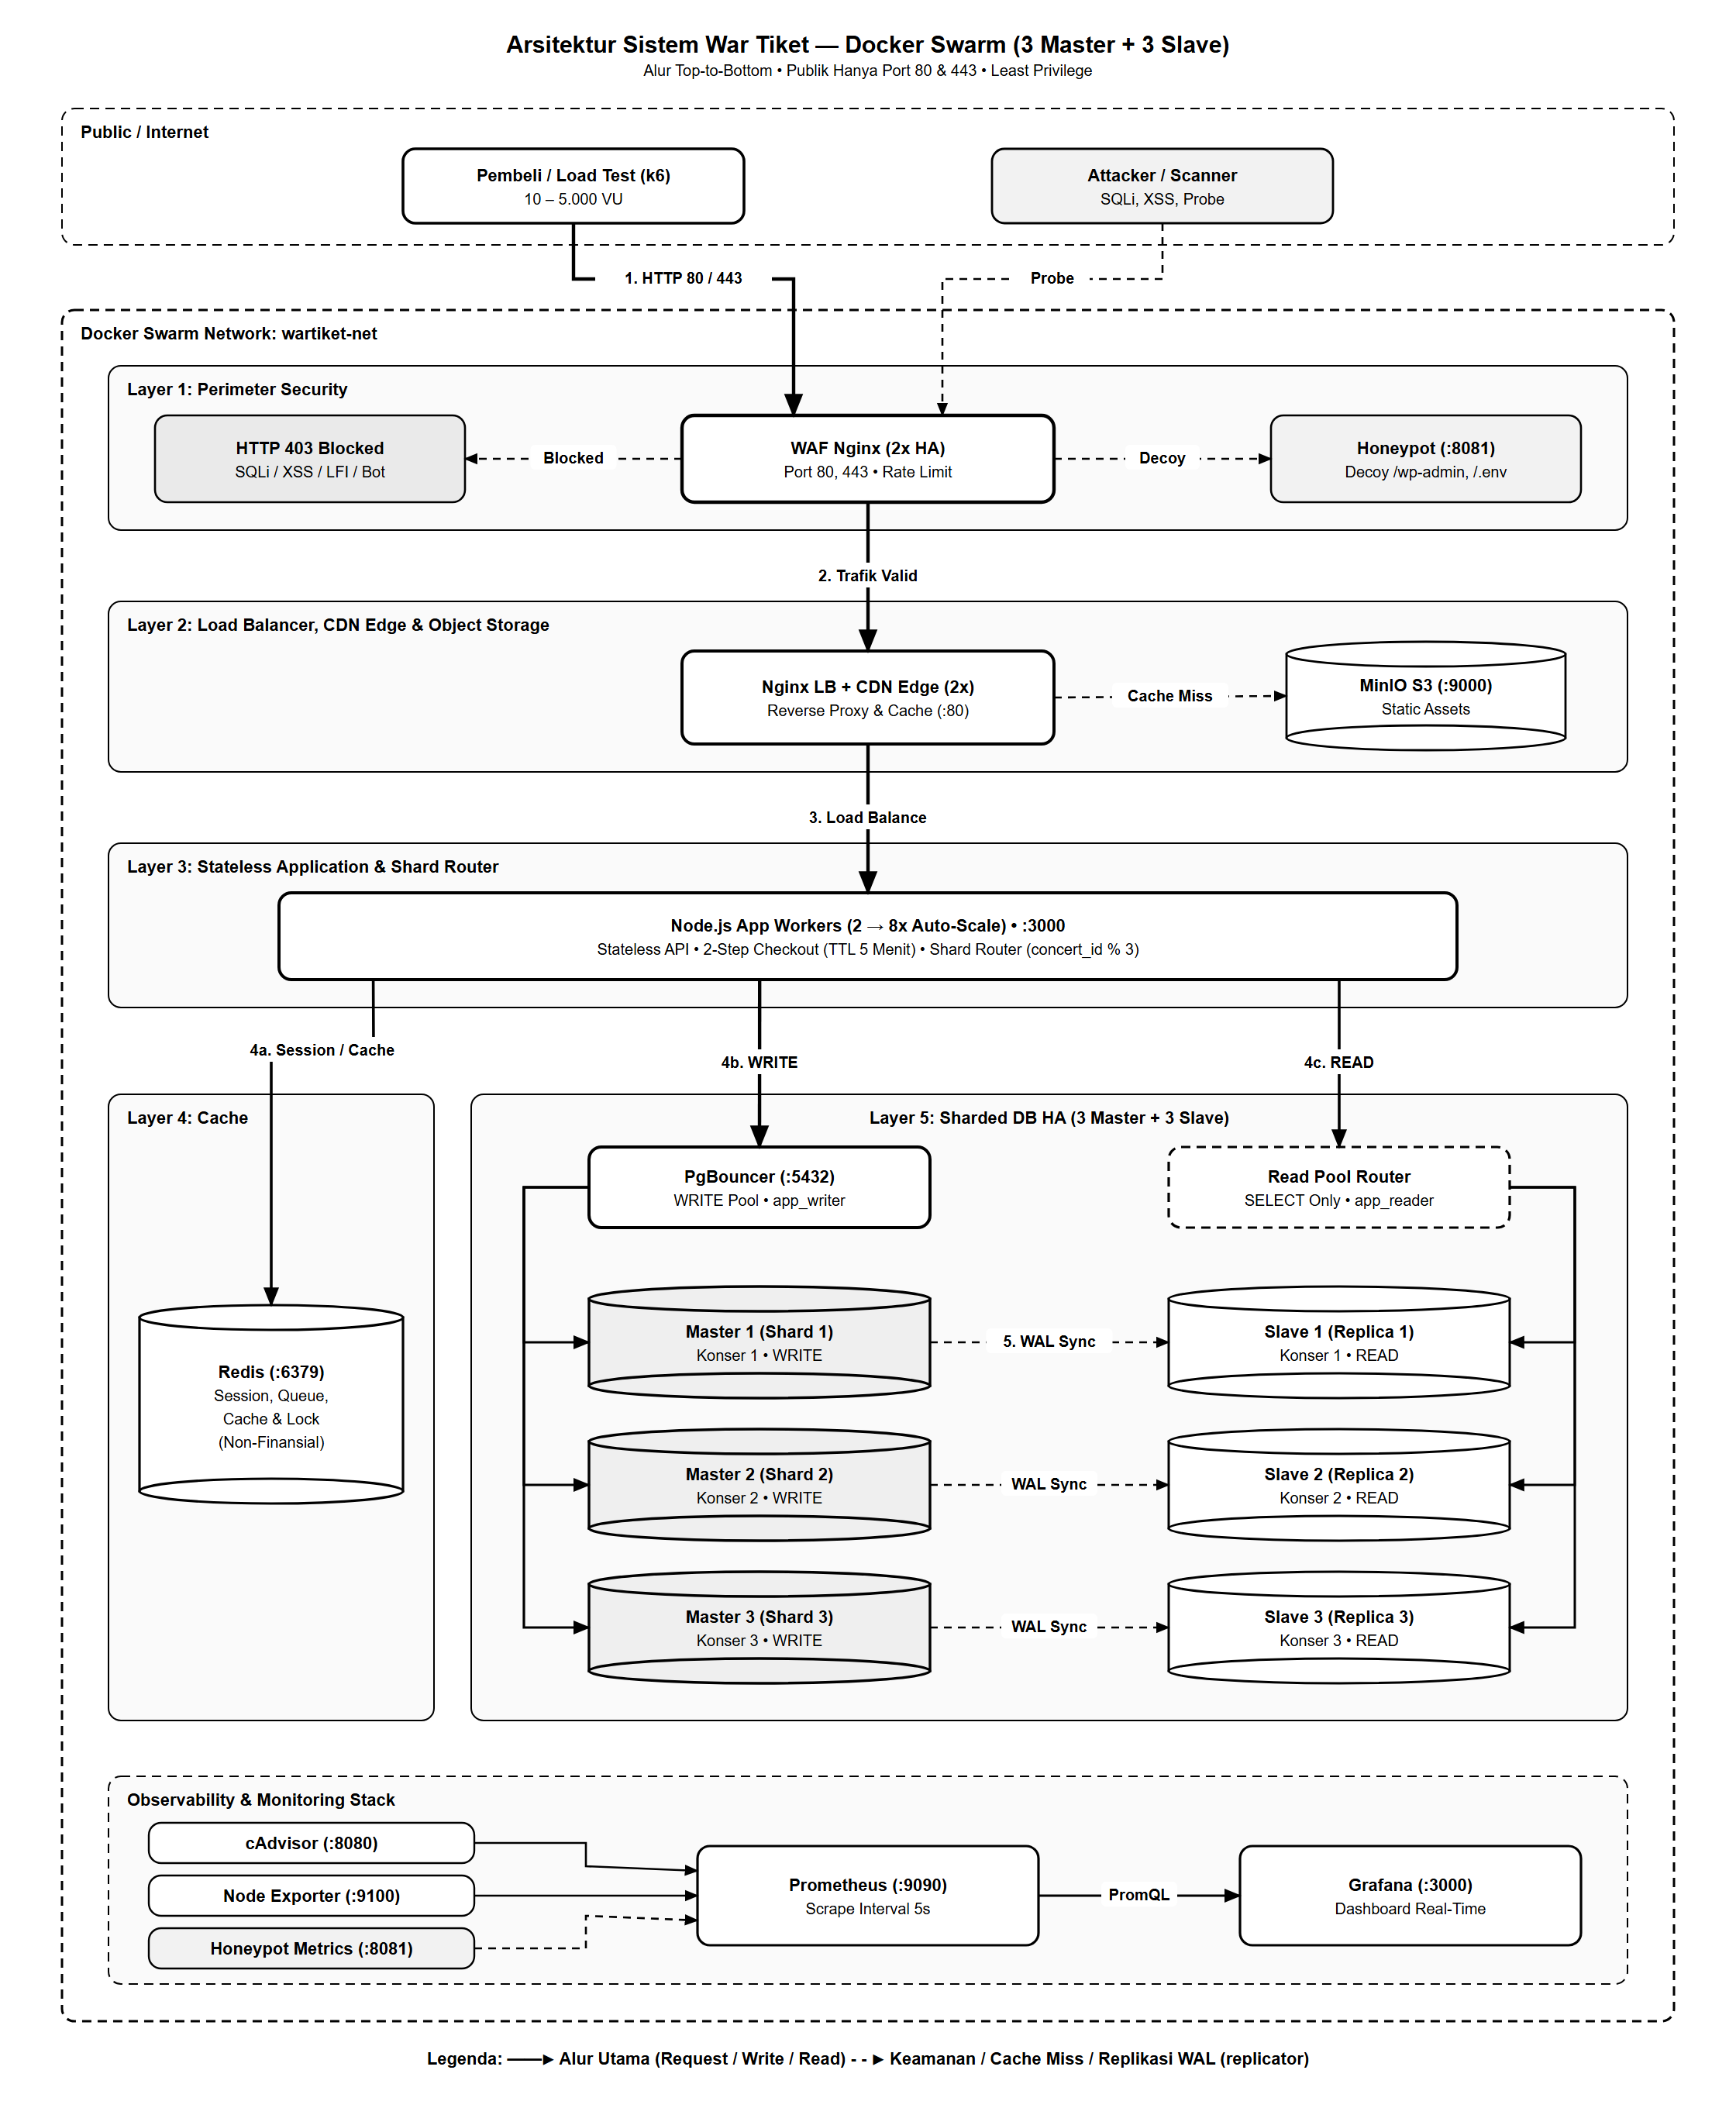 Arsitektur Sistem War Tiket — Docker Swarm (3 Master + 3 Slave)
Alur Top-to-Bottom • Publik Hanya Port 80 & 443 • Least Privilege
Public / Internet
Pembeli / Load Test (k6)
10 – 5.000 VU
Attacker / Scanner
SQLi, XSS, Probe
1. HTTP 80 / 443
Probe
Docker Swarm Network: wartiket-net
Layer 1: Perimeter Security
HTTP 403 Blocked
SQLi / XSS / LFI / Bot
Blocked
WAF Nginx (2x HA)
Port 80, 443 • Rate Limit
Decoy
Honeypot (:8081)
Decoy /wp-admin, /.env
2. Trafik Valid
Layer 2: Load Balancer, CDN Edge & Object Storage
Nginx LB + CDN Edge (2x)
Reverse Proxy & Cache (:80)
Cache Miss
MinIO S3 (:9000)
Static Assets
3. Load Balance
Layer 3: Stateless Application & Shard Router
Node.js App Workers (2 → 8x Auto-Scale) • :3000
Stateless API • 2-Step Checkout (TTL 5 Menit) • Shard Router (concert_id % 3)
4a. Session / Cache
4b. WRITE
4c. READ
Layer 4: Cache
Redis (:6379)
Session, Queue,
Cache & Lock
(Non-Finansial)
Layer 5: Sharded DB HA (3 Master + 3 Slave)
PgBouncer (:5432)
WRITE Pool • app_writer
Read Pool Router
SELECT Only • app_reader
Master 1 (Shard 1)
Konser 1 • WRITE
5. WAL Sync
Slave 1 (Replica 1)
Konser 1 • READ
Master 2 (Shard 2)
Konser 2 • WRITE
WAL Sync
Slave 2 (Replica 2)
Konser 2 • READ
Master 3 (Shard 3)
Konser 3 • WRITE
WAL Sync
Slave 3 (Replica 3)
Konser 3 • READ
Observability & Monitoring Stack
cAdvisor (:8080)
Node Exporter (:9100)
Honeypot Metrics (:8081)
Prometheus (:9090)
Scrape Interval 5s
PromQL
Grafana (:3000)
Dashboard Real-Time
Legenda: ——► Alur Utama (Request / Write / Read) - - ► Keamanan / Cache Miss / Replikasi WAL (replicator)